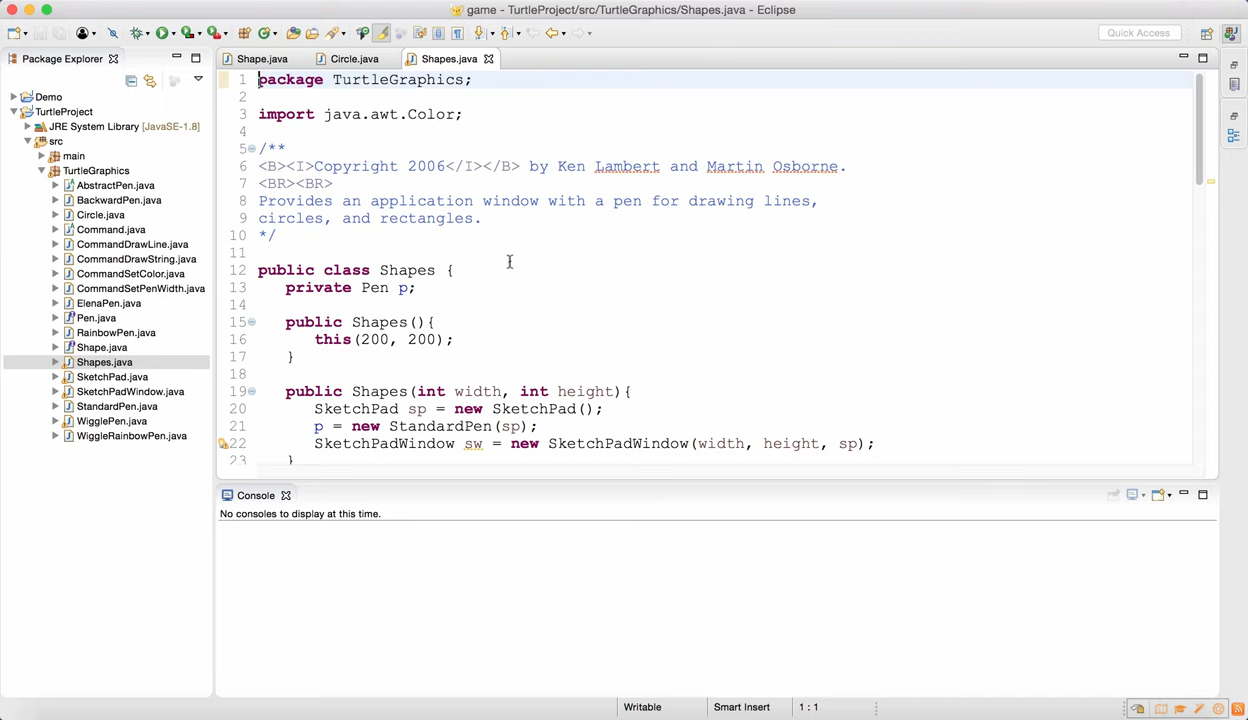 game - TurtleProject/src/TurtleGraphics/Shapes.java - Eclipse
Quick Access
Package Explorer
Demo
TurtleProject
JRE System Library [JavaSE-1.8]
src
main
TurtleGraphics
AbstractPen.java
BackwardPen.java
Circle.java
Command.java
CommandDrawLine.java
CommandDrawString.java
CommandSetColor.java
CommandSetPenWidth.java
ElenaPen.java
Pen.java
RainbowPen.java
Shape.java
Shapes.java
SketchPad.java
SketchPadWindow.java
StandardPen.java
WigglePen.java
WiggleRainbowPen.java
Shape.java Circle.java Shapes.java
1 package TurtleGraphics;
2
3 import java.awt.Color;
4
5 /**
6 <B><I>Copyright 2006</I></B> by Ken Lambert and Martin Osborne.
7 <BR><BR>
8 Provides an application window with a pen for drawing lines,
9 circles, and rectangles.
10 */
11
12 public class Shapes {
13 private Pen p;
14
15 public Shapes(){
16 this(200, 200);
17 }
18
19 public Shapes(int width, int height){
20 SketchPad sp = new SketchPad();
21 p = new StandardPen(sp);
22 SketchPadWindow sw = new SketchPadWindow(width, height, sp);
23 }
Console
No consoles to display at this time.
Writable Smart Insert 1 : 1